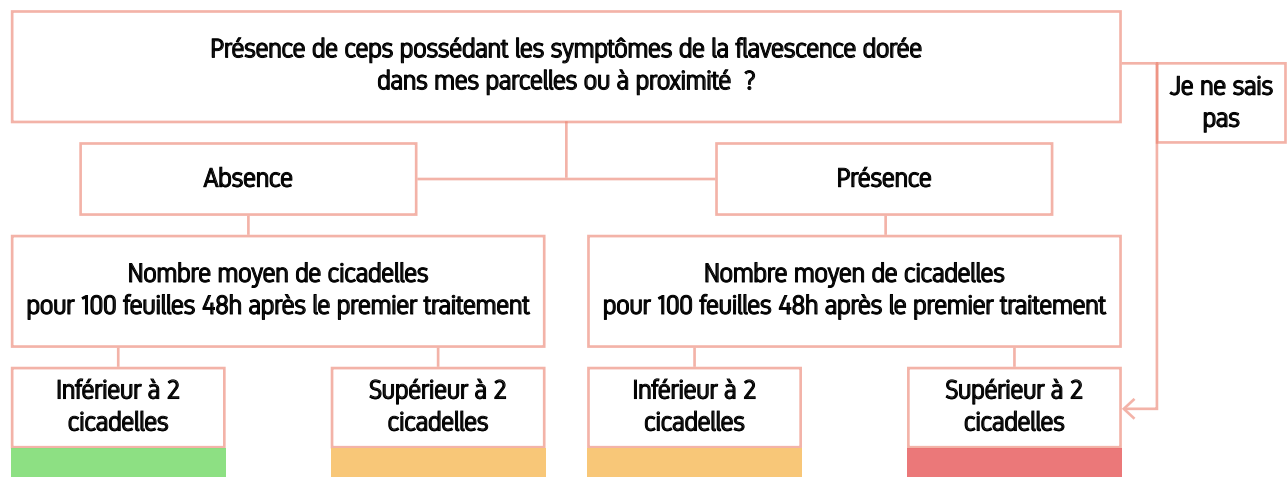 Présence de ceps possédant les symptômes de la flavescence dorée
dans mes parcelles ou à proximité  ?
Je ne sais
pas
Absence
Présence
Nombre moyen de cicadelles
pour 100 feuilles 48h après le premier traitement
Nombre moyen de cicadelles
pour 100 feuilles 48h après le premier traitement
Inférieur à 2
cicadelles
Supérieur à 2
cicadelles
Inférieur à 2
cicadelles
Supérieur à 2
cicadelles